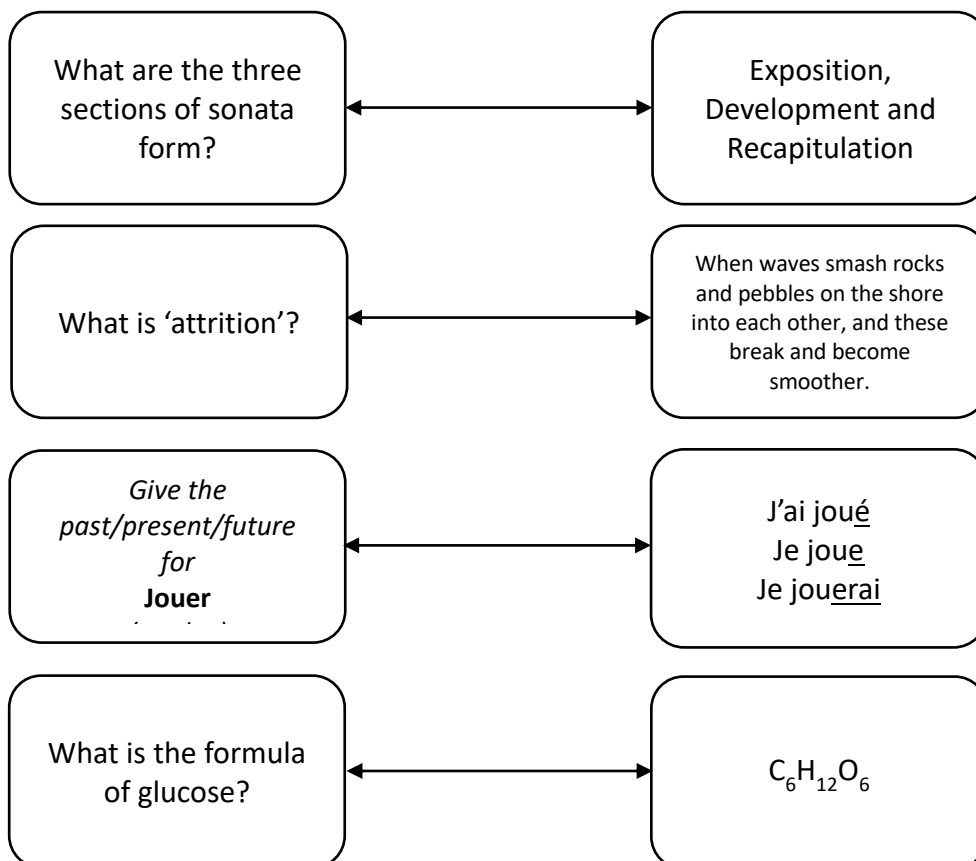 What are the three
sections of sonata
form?
Exposition,
Development and
Recapitulation
What is ‘attrition’?
When waves smash rocks
and pebbles on the shore
into each other, and these
break and become
smoother.
Give the
past/present/future
for
Jouer
J’ai joué
Je joue
Je jouerai
What is the formula
of glucose?
C₆H₁₂O₆